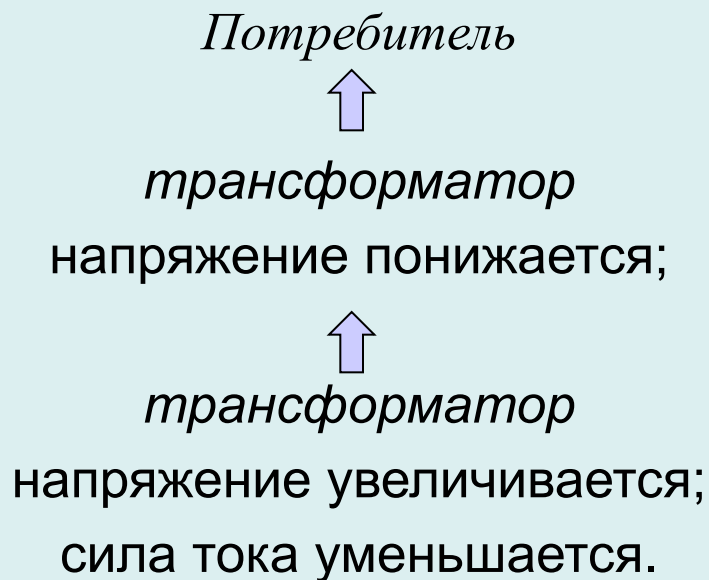 Потребитель
трансформатор
напряжение понижается;
трансформатор
напряжение увеличивается;
сила тока уменьшается.